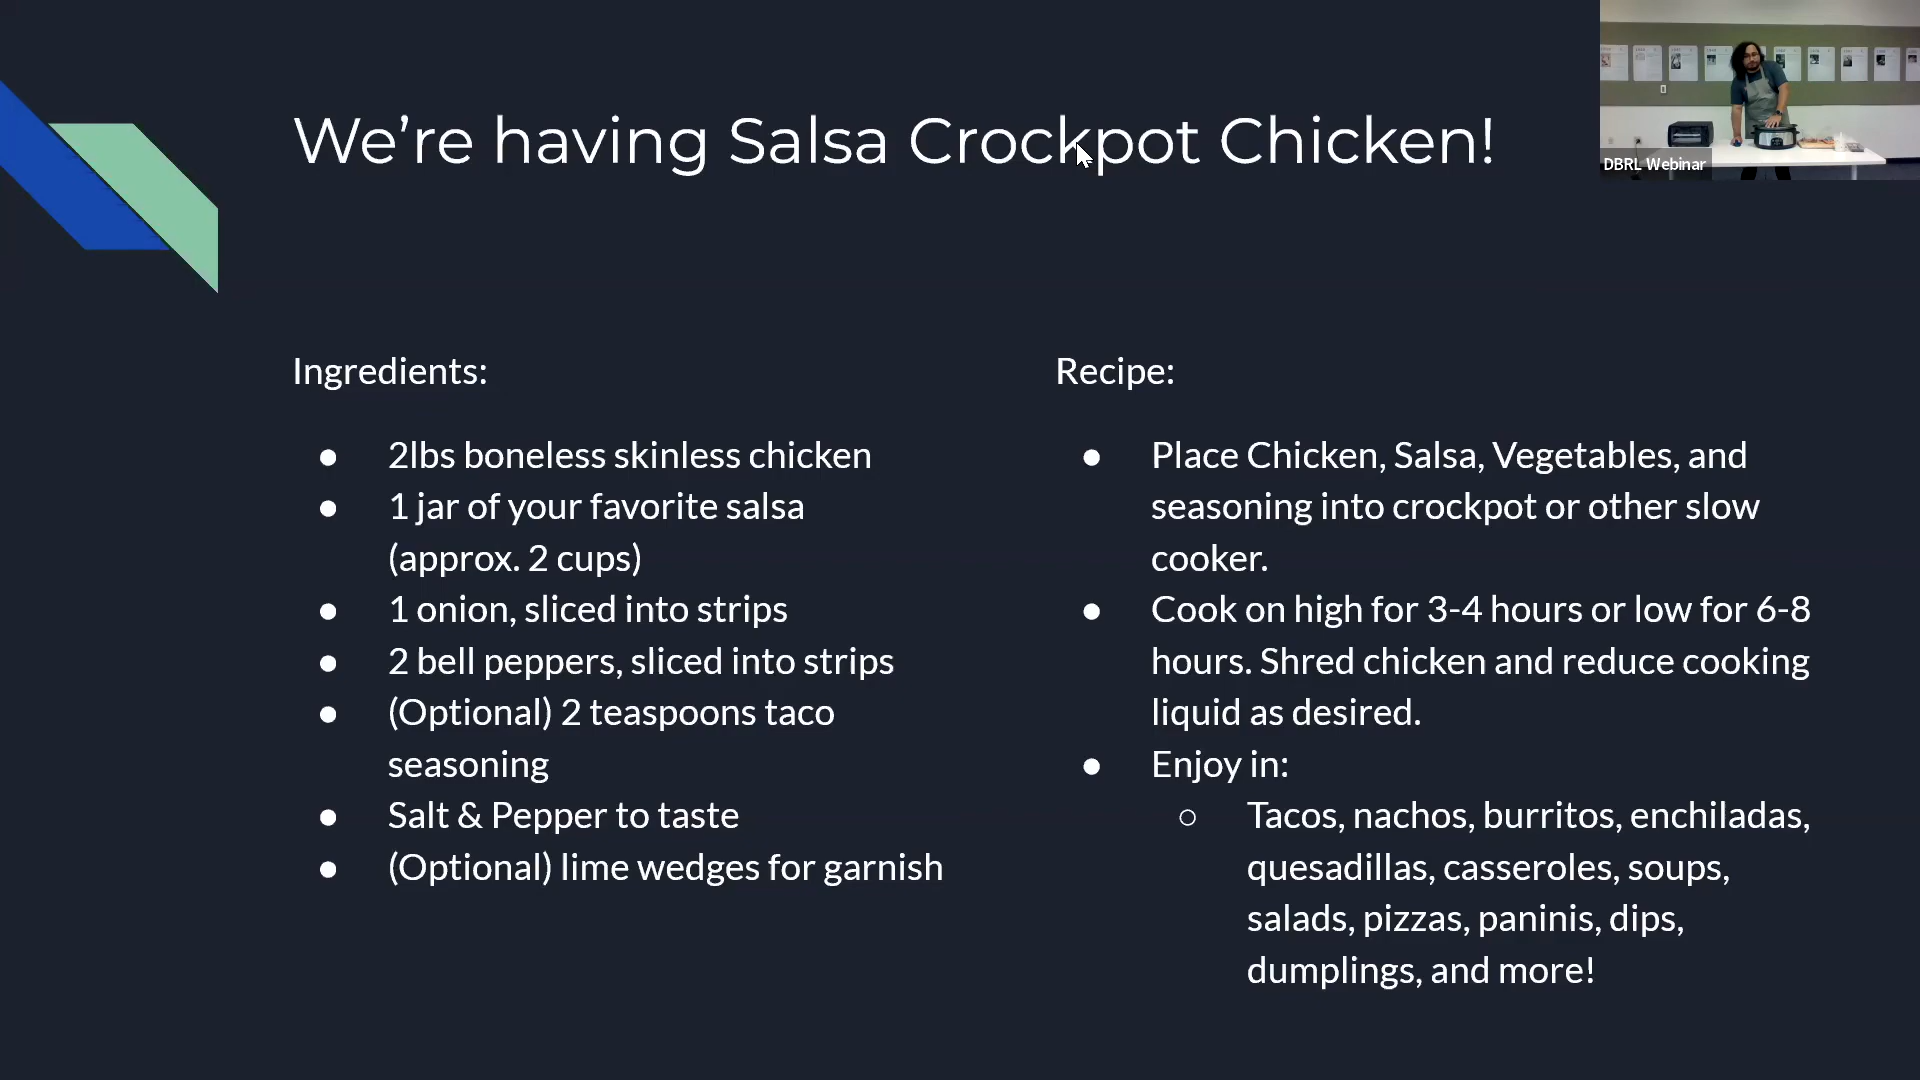 We're having Salsa Crockpot Chicken!
DBRL Webinar
Ingredients:
● 2lbs boneless skinless chicken
● 1 jar of your favorite salsa
(approx. 2 cups)
● 1 onion, sliced into strips
● 2 bell peppers, sliced into strips
● (Optional) 2 teaspoons taco
seasoning
● Salt & Pepper to taste
● (Optional) lime wedges for garnish
Recipe:
● Place Chicken, Salsa, Vegetables, and
seasoning into crockpot or other slow
cooker.
● Cook on high for 3-4 hours or low for 6-8
hours. Shred chicken and reduce cooking
liquid as desired.
● Enjoy in:
○ Tacos, nachos, burritos, enchiladas,
quesadillas, casseroles, soups,
salads, pizzas, paninis, dips,
dumplings, and more!